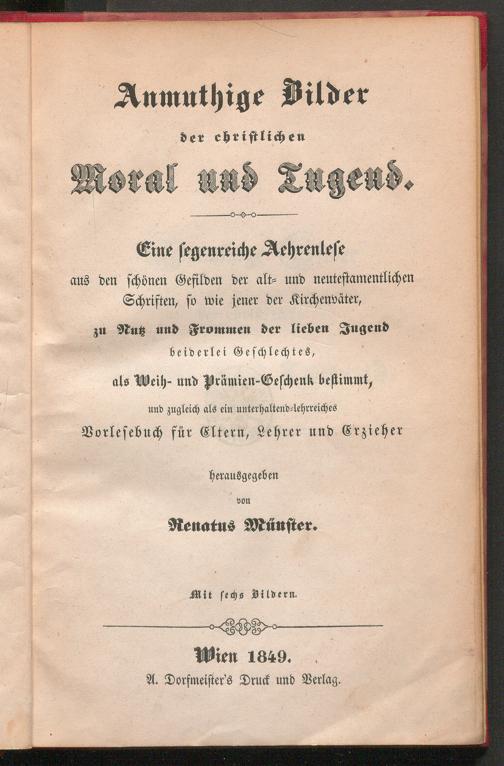 Anmuthige Bilder
der christlichen
Moral und Tugend.
Eine segenreiche Aehrenlese
aus den schönen Gefilden der alt- und neutestamentlichen
Schriften, so wie jener der Kirchenväter,
zu Nutz und Frommen der lieben Jugend
beiderlei Geschlechtes,
als Weih- und Prämien-Geschenk bestimmt,
und zugleich als ein unterhaltend-lehrreiches
Vorlesebuch für Eltern, Lehrer und Erzieher
herausgegeben
von
Renatus Münster.
Mit sechs Bildern.
Wien 1849.
A. Dorfmeister's Druck und Verlag.